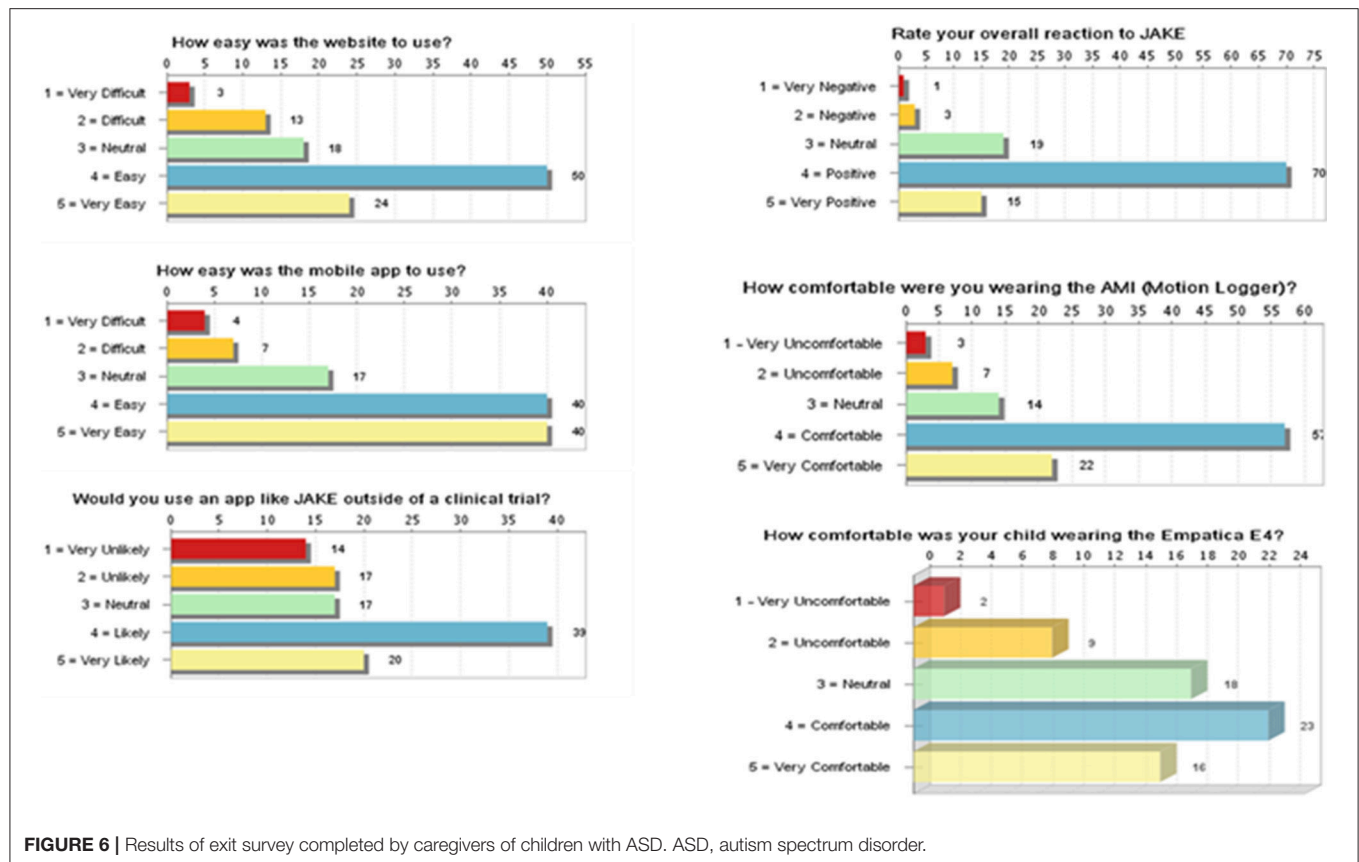 How easy was the website to use?
0 5 10 15 20 25 30 35 40 45 50 55
1 = Very Difficult 3
2 = Difficult 13
3 = Neutral 18
4 = Easy 50
5 = Very Easy 24
How easy was the mobile app to use?
0 5 10 15 20 25 30 35 40
1 = Very Difficult 4
2 = Difficult 7
3 = Neutral 17
4 = Easy 40
5 = Very Easy 40
Would you use an app like JAKE outside of a clinical trial?
0 5 10 15 20 25 30 35 40
1 = Very Unlikely 14
2 = Unlikely 17
3 = Neutral 17
4 = Likely 39
5 = Very Likely 20
Rate your overall reaction to JAKE
0 5 10 15 20 25 30 35 40 45 50 55 60 65 70 75
1 = Very Negative 1
2 = Negative 3
3 = Neutral 19
4 = Positive 70
5 = Very Positive 15
How comfortable were you wearing the AMI (Motion Logger)?
0 5 10 15 20 25 30 35 40 45 50 55 60
1 - Very Uncomfortable 3
2 = Uncomfortable 7
3 = Neutral 14
4 = Comfortable
5 = Very Comfortable 22
How comfortable was your child wearing the Empatica E4?
0 2 4 6 8 10 12 14 16 18 20 22 24
1 - Very Uncomfortable 2
2 = Uncomfortable 9
3 = Neutral 18
4 = Comfortable 23
5 = Very Comfortable 16
FIGURE 6 | Results of exit survey completed by caregivers of children with ASD. ASD, autism spectrum disorder.